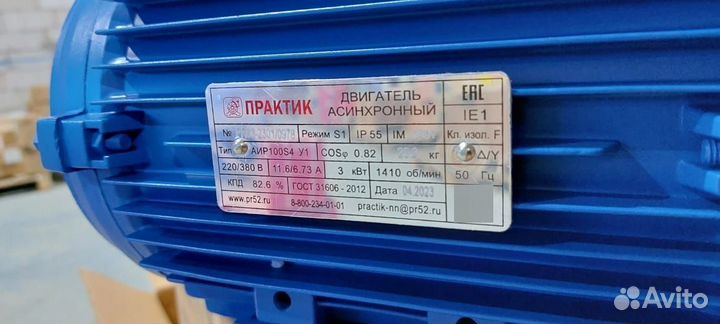 ПРАКТИК
ДВИГАТЕЛЬ
АСИНХРОННЫЙ
EAC
IE1
№ Режим S1 IP 55 IM Кл. изол. F
Тип АИР100S4 У1 COSφ 0.82 кг Δ/Y
220/380 В 11.6/6.73 А 3 кВт 1410 об/мин 50 Гц
КПД 82.6 % ГОСТ 31606 - 2012 Дата 04.2023
www.pr52.ru 8-800-234-01-01 practik-nn@pr52.ru
Avito